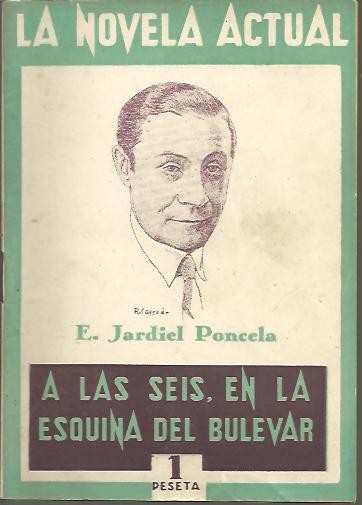 LA NOVELA ACTUAL
E. Jardiel Poncela
A LAS SEIS, EN LA
ESQUINA DEL BULEVAR
1
PESETA